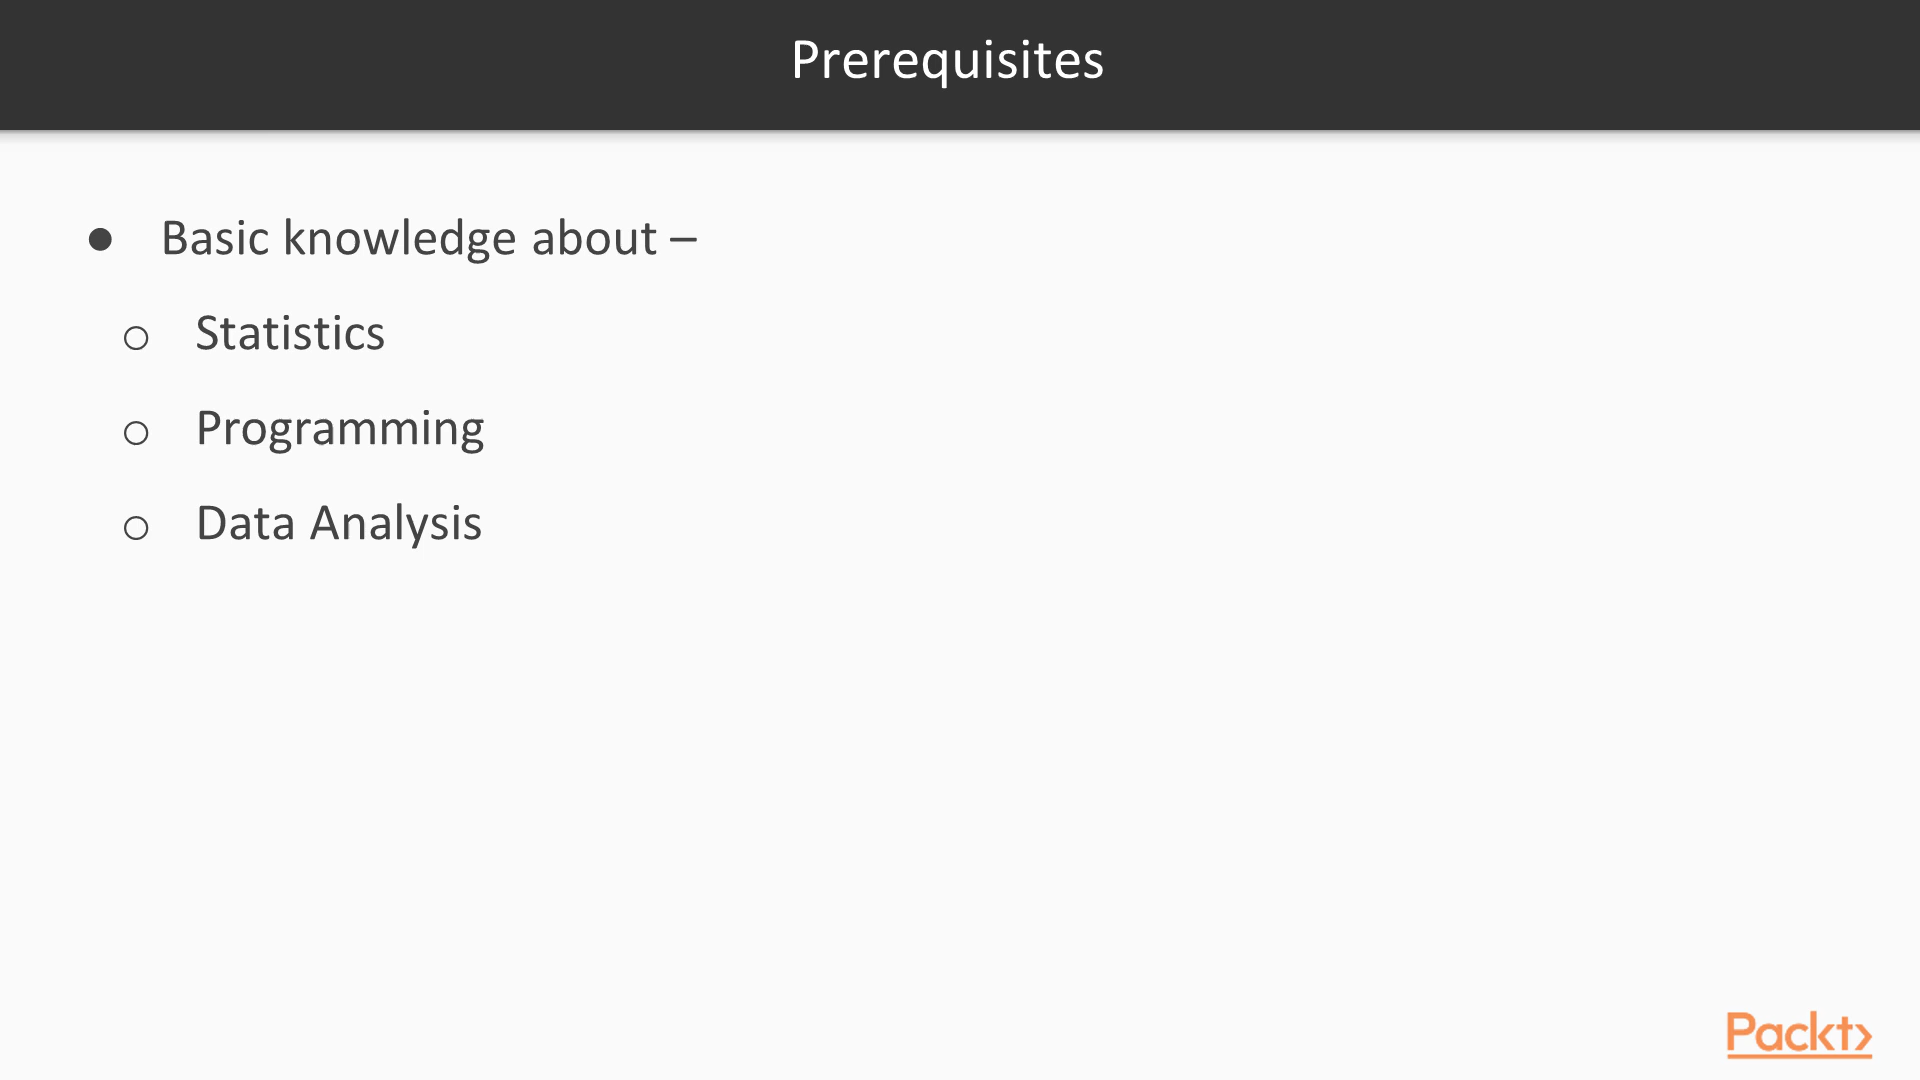 Prerequisites
● Basic knowledge about –
○ Statistics
○ Programming
○ Data Analysis
Packt>